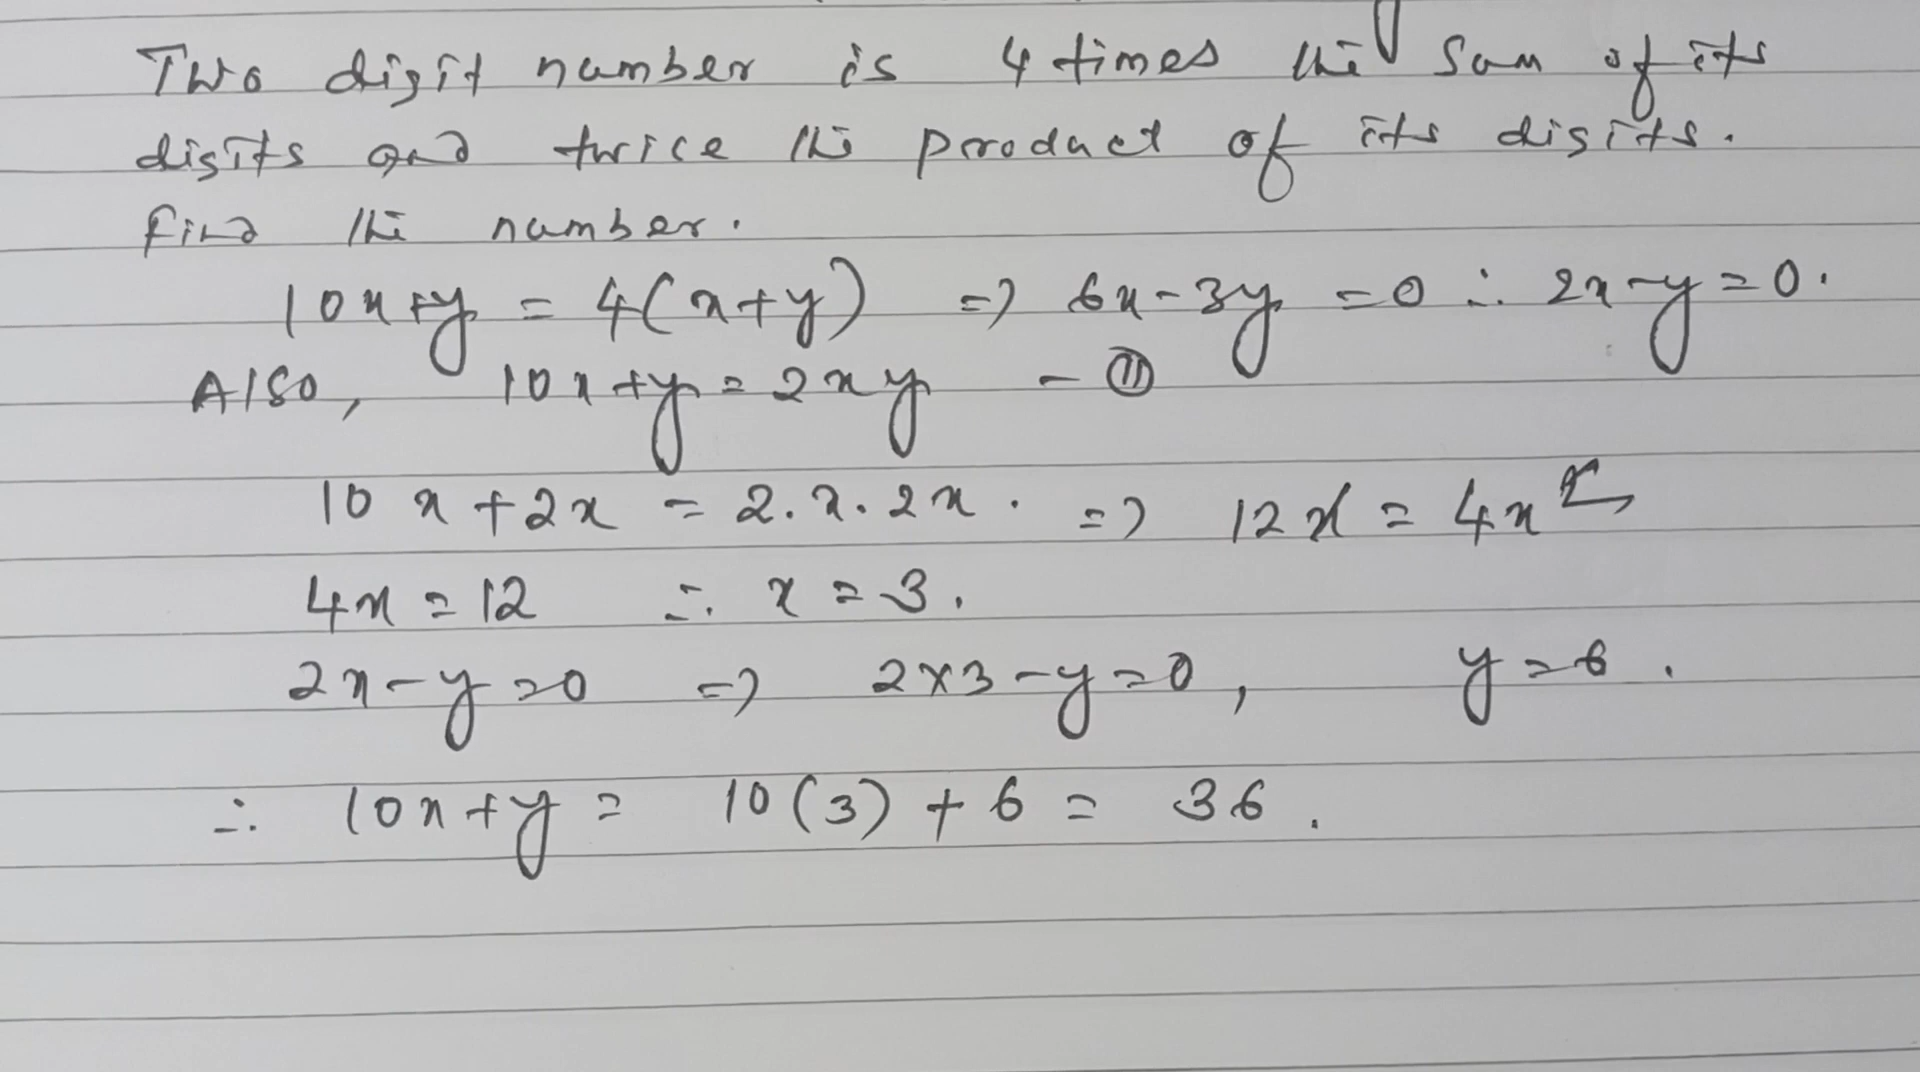 Two digit number is 4 times the sum of its
digits and twice the product of its digits.
Find the number.
10x+y = 4(x+y) => 6x-3y = 0 ∴ 2x-y=0.
Also, 10x+y = 2xy - (II)
10x+2x = 2.x.2x. => 12x = 4x²
4x = 12 ∴ x = 3.
2x-y=0 => 2×3-y=0, y=6.
∴ 10x+y = 10(3) + 6 = 36.